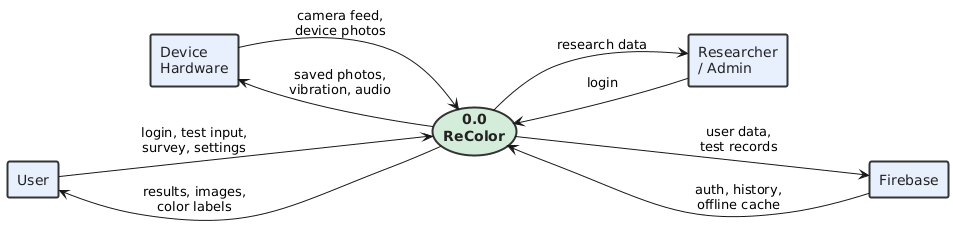 camera feed,
device photos
Device
Hardware
saved photos,
vibration, audio
research data
Researcher
/ Admin
login
0.0
ReColor
login, test input,
survey, settings
User
results, images,
color labels
user data,
test records
Firebase
auth, history,
offline cache